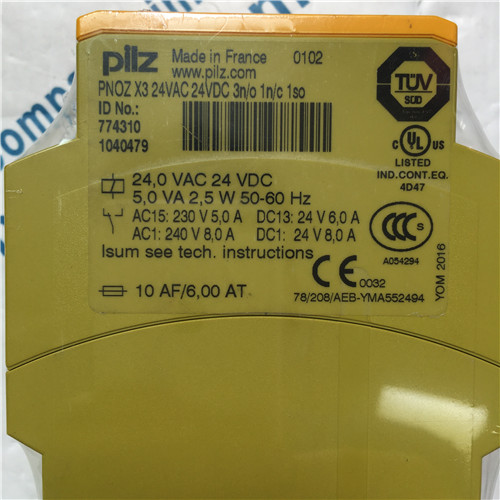 pilz Made in France 0102
www.pilz.com
PNOZ X3 24VAC 24VDC 3n/o 1n/c 1so
ID No.:
774310
1040479
TÜV
SÜD
C UL US
LISTED
IND.CONT.EQ.
4D47
24,0 VAC 24 VDC
5,0 VA 2,5 W 50-60 Hz
AC15: 230 V 5,0 A DC13: 24 V 6,0 A
AC1: 240 V 8,0 A DC1: 24 V 8,0 A
Isum see tech. instructions
CCC S
A054294
CE 0032
YOM 2016
10 AF/6,00 AT
78/208/AEB-YMA552494